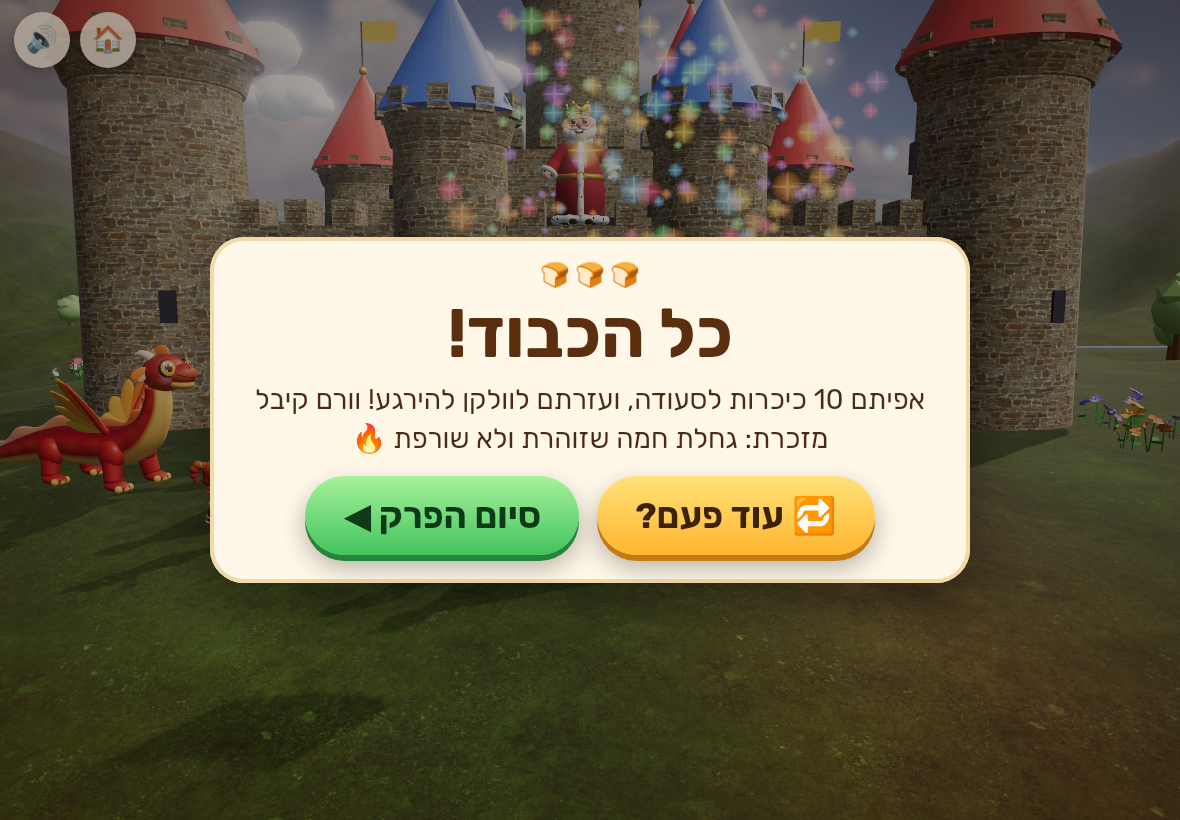 כל הכבוד!
אפיתם 10 כיכרות לסעודה, ועזרתם לוולקן להירגע! וורם קיבל
מזכרת: גחלת חמה שזוהרת ולא שורפת 🔥
🔁 עוד פעם?
סיום הפרק ◀